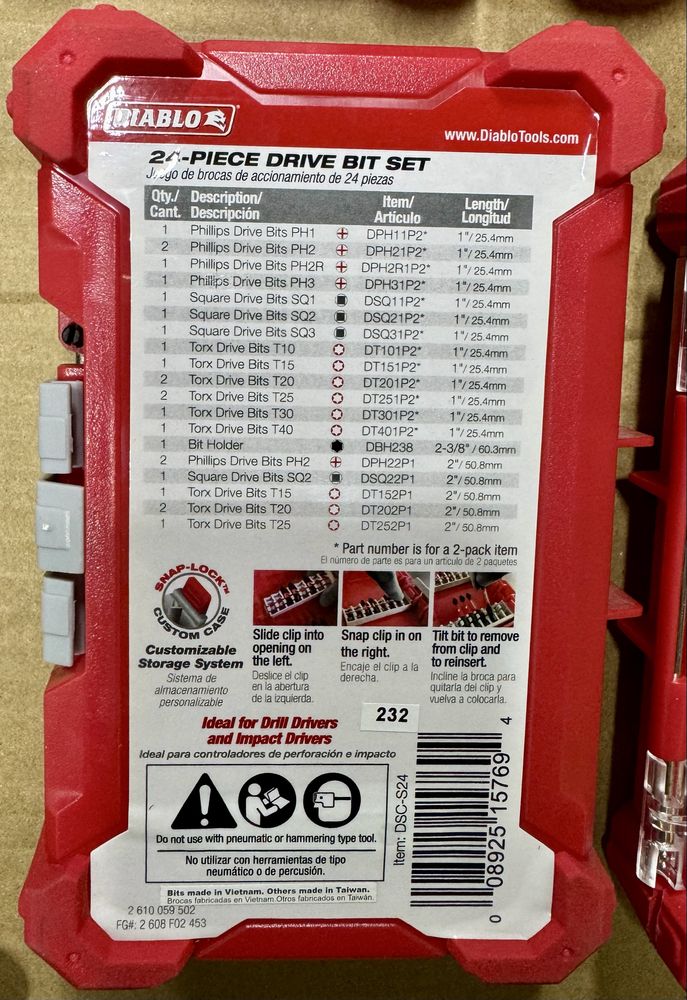 DIABLO
www.DiabloTools.com
24-PIECE DRIVE BIT SET
Juego de brocas de accionamiento de 24 piezas
Qty./ Description/ Item/ Length/
Cant. Descripción Artículo Longitud
1 Phillips Drive Bits PH1 DPH11P2* 1"/25.4mm
2 Phillips Drive Bits PH2 DPH21P2* 1"/25.4mm
1 Phillips Drive Bits PH2R DPH2R1P2* 1"/25.4mm
1 Phillips Drive Bits PH3 DPH31P2* 1"/25.4mm
1 Square Drive Bits SQ1 DSQ11P2* 1"/25.4mm
1 Square Drive Bits SQ2 DSQ21P2* 1"/25.4mm
1 Square Drive Bits SQ3 DSQ31P2* 1"/25.4mm
1 Torx Drive Bits T10 DT101P2* 1"/25.4mm
1 Torx Drive Bits T15 DT151P2* 1"/25.4mm
2 Torx Drive Bits T20 DT201P2* 1"/25.4mm
2 Torx Drive Bits T25 DT251P2* 1"/25.4mm
1 Torx Drive Bits T30 DT301P2* 1"/25.4mm
1 Torx Drive Bits T40 DT401P2* 1"/25.4mm
1 Bit Holder DBH238 2-3/8" / 60.3mm
2 Phillips Drive Bits PH2 DPH22P1 2"/50.8mm
1 Square Drive Bits SQ2 DSQ22P1 2"/50.8mm
1 Torx Drive Bits T15 DT152P1 2"/50.8mm
2 Torx Drive Bits T20 DT202P1 2"/50.8mm
1 Torx Drive Bits T25 DT252P1 2"/50.8mm
* Part number is for a 2-pack item
El número de parte es para un artículo de 2 paquetes
SNAP-LOCK™
CUSTOM CASE
Customizable
Storage System
Sistema de
almacenamiento
personalizable
Slide clip into
opening on
the left.
Deslice el clip
en la abertura
de la izquierda.
Snap clip in on
the right.
Encaje el clip a la
derecha.
Tilt bit to remove
from clip and
to reinsert.
Incline la broca para
quitarla del clip y
vuelva a colocarla.
232
Ideal for Drill Drivers
and Impact Drivers
Ideal para controladores de perforación e impacto
Do not use with pneumatic or hammering type tool.
No utilizar con herramientas de tipo
neumático o de percusión.
Bits made in Vietnam. Others made in Taiwan.
Brocas fabricadas en Vietnam.Otros fabricados en Taiwán.
2 610 059 502
FG#: 2 608 F02 453
Item: DSC-S24
0 08925 15769 4